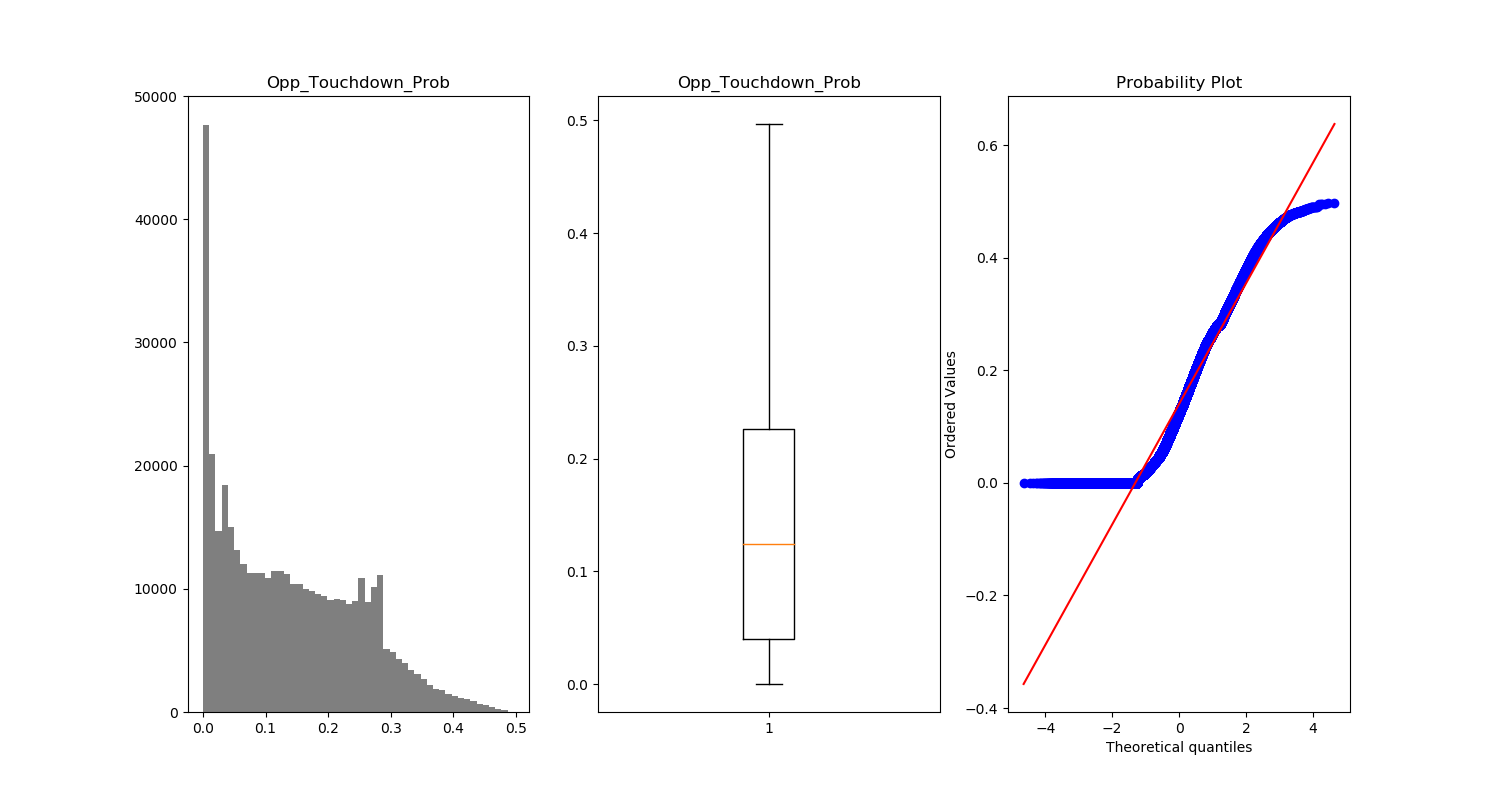 Opp_Touchdown_Prob
50000
40000
30000
20000
10000
0
0.0 0.1 0.2 0.3 0.4 0.5
Opp_Touchdown_Prob
0.5
0.4
0.3
0.2
0.1
0.0
1
Probability Plot
Ordered Values
0.6
0.4
0.2
0.0
−0.2
−0.4
−4 −2 0 2 4
Theoretical quantiles